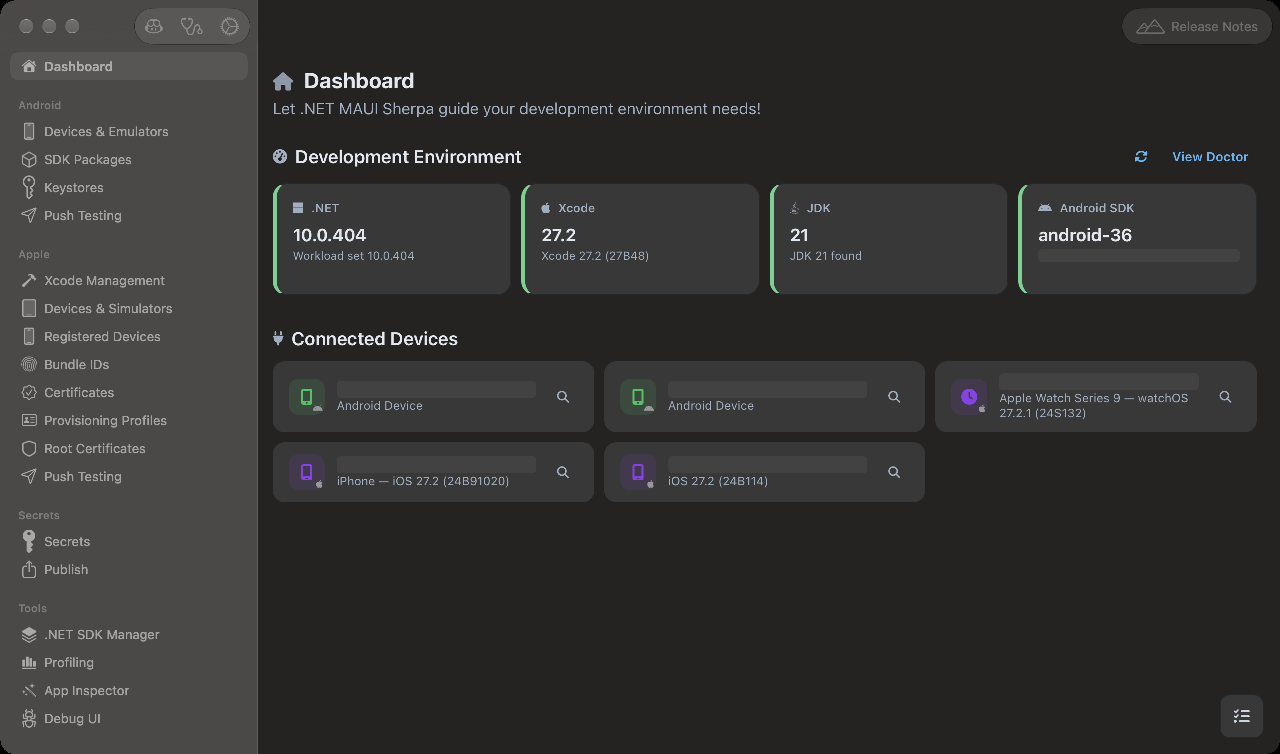 Release Notes
Dashboard
Android
Devices & Emulators
SDK Packages
Keystores
Push Testing
Apple
Xcode Management
Devices & Simulators
Registered Devices
Bundle IDs
Certificates
Provisioning Profiles
Root Certificates
Push Testing
Secrets
Secrets
Publish
Tools
.NET SDK Manager
Profiling
App Inspector
Debug UI
Dashboard
Let .NET MAUI Sherpa guide your development environment needs!
Development Environment
View Doctor
.NET
10.0.404
Workload set 10.0.404
Xcode
27.2
Xcode 27.2 (27B48)
JDK
21
JDK 21 found
Android SDK
android-36
Connected Devices
Android Device
Android Device
Apple Watch Series 9 — watchOS
27.2.1 (24S132)
iPhone — iOS 27.2 (24B91020)
iOS 27.2 (24B114)